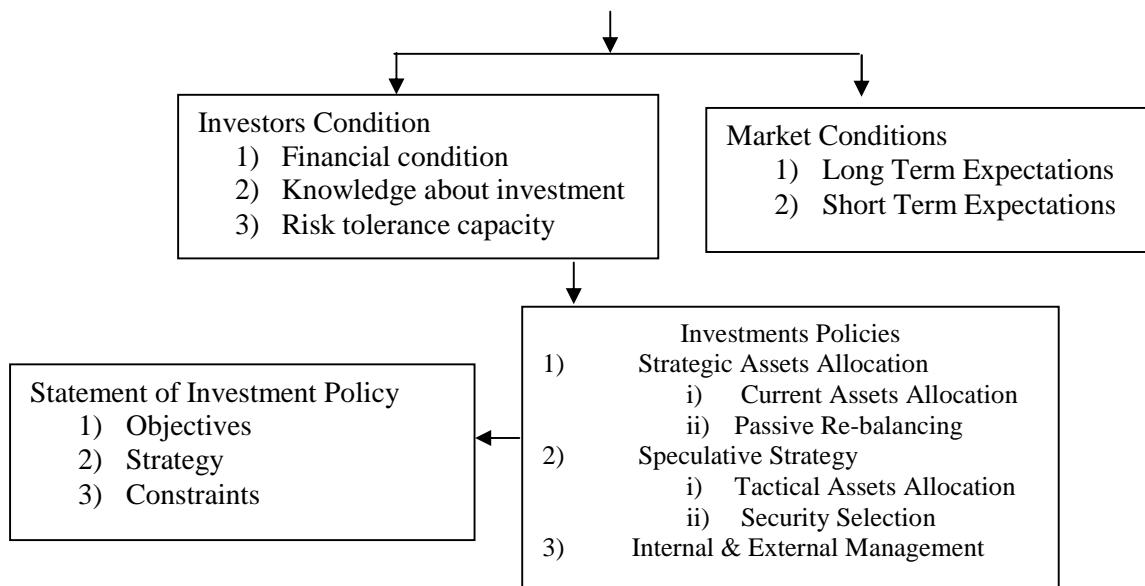 Investors Condition
1) Financial condition
2) Knowledge about investment
3) Risk tolerance capacity
Market Conditions
1) Long Term Expectations
2) Short Term Expectations
Investments Policies
1) Strategic Assets Allocation
i) Current Assets Allocation
ii) Passive Re-balancing
2) Speculative Strategy
i) Tactical Assets Allocation
ii) Security Selection
3) Internal & External Management
Statement of Investment Policy
1) Objectives
2) Strategy
3) Constraints